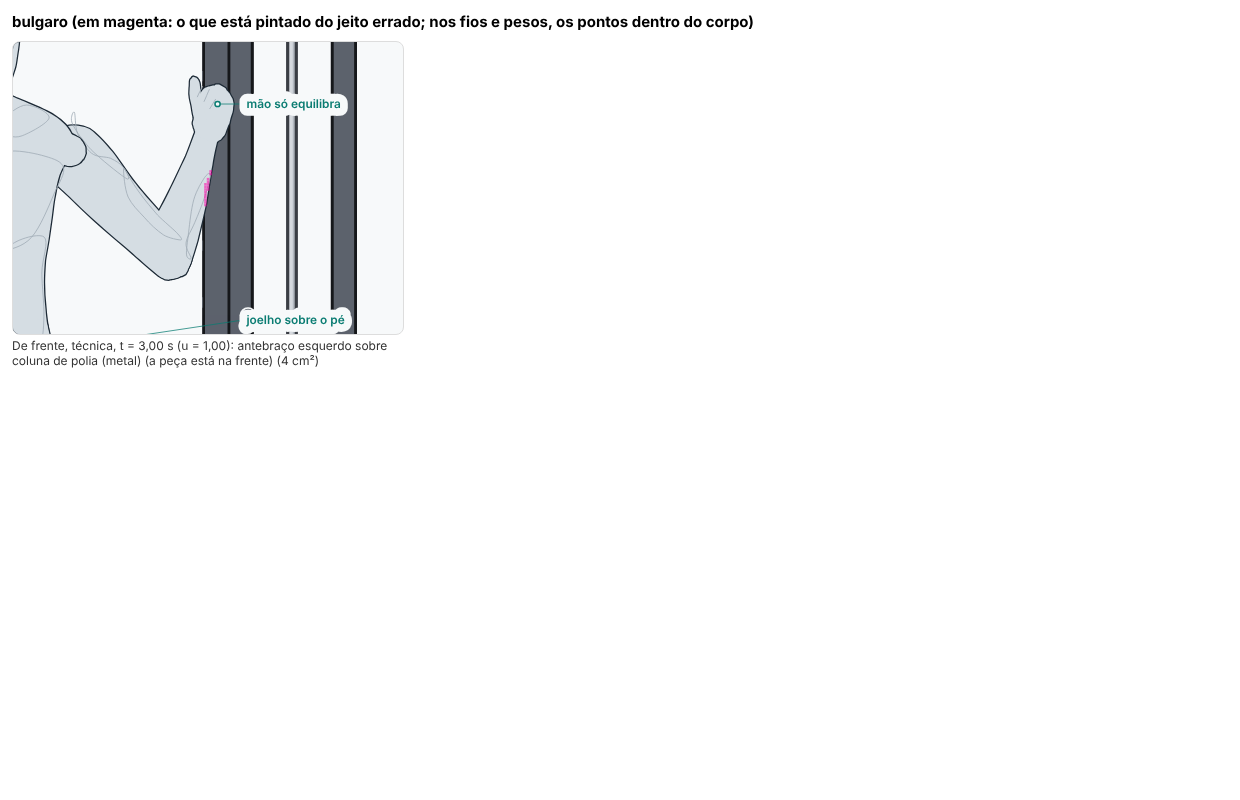 bulgaro (em magenta: o que está pintado do jeito errado; nos fios e pesos, os pontos dentro do corpo)
mão só equilibra
joelho sobre o pé
De frente, técnica, t = 3,00 s (u = 1,00): antebraço esquerdo sobre
coluna de polia (metal) (a peça está na frente) (4 cm²)